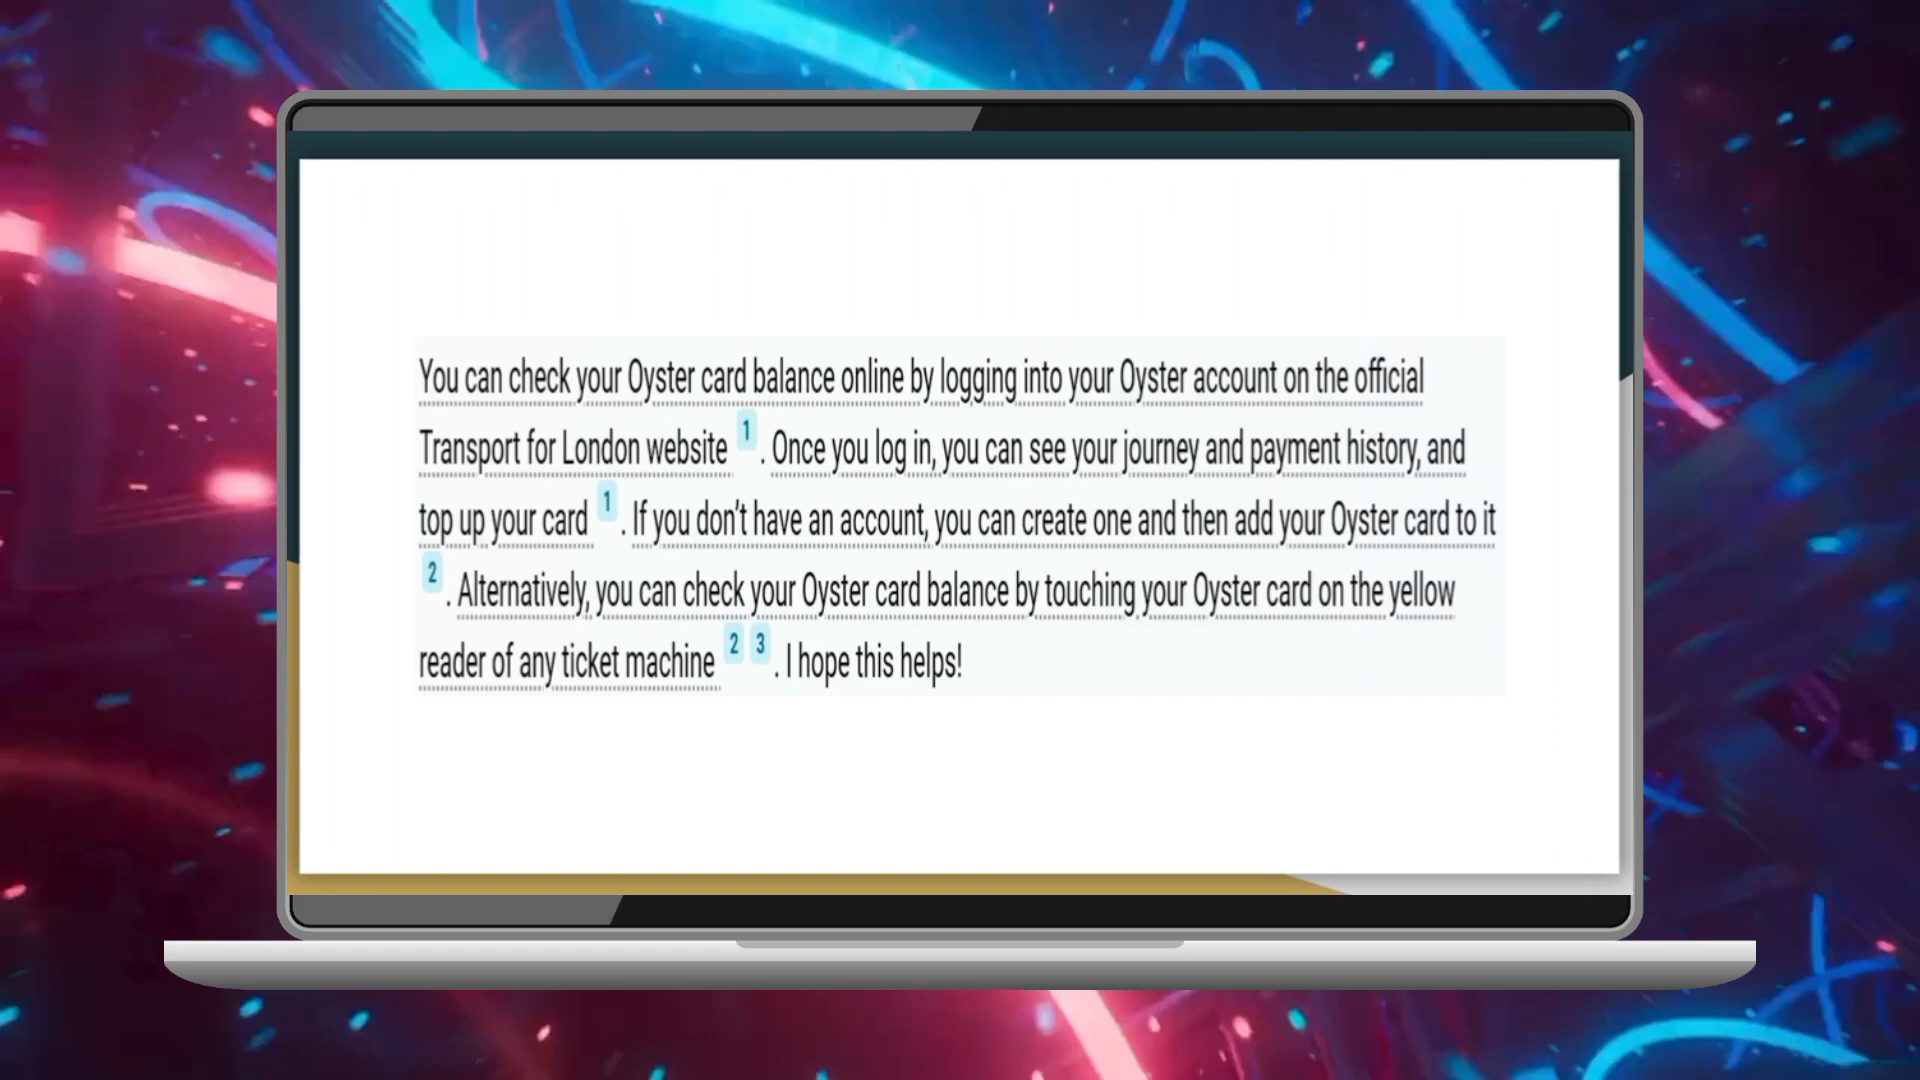 You can check your Oyster card balance online by logging into your Oyster account on the official
Transport for London website 1 . Once you log in, you can see your journey and payment history, and
top up your card 1 . If you don’t have an account, you can create one and then add your Oyster card to it
2 . Alternatively, you can check your Oyster card balance by touching your Oyster card on the yellow
reader of any ticket machine 2 3 . I hope this helps!